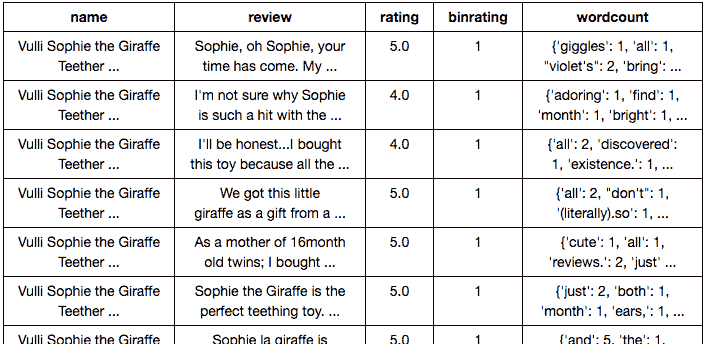 name review rating binrating wordcount
Vulli Sophie the Giraffe Sophie, oh Sophie, your 5.0 1 {'giggles': 1, 'all': 1,
Teether ... time has come. My ... "violet's": 2, 'bring': ...
Vulli Sophie the Giraffe I'm not sure why Sophie 4.0 1 {'adoring': 1, 'find': 1,
Teether ... is such a hit with the ... 'month': 1, 'bright': 1, ...
Vulli Sophie the Giraffe I'll be honest...I bought 4.0 1 {'all': 2, 'discovered':
Teether ... this toy because all the ... 1, 'existence.': 1, ...
Vulli Sophie the Giraffe We got this little 5.0 1 {'all': 2, "don't": 1,
Teether ... giraffe as a gift from a ... '(literally).so': 1, ...
Vulli Sophie the Giraffe As a mother of 16month 5.0 1 {'cute': 1, 'all': 1,
Teether ... old twins; I bought ... 'reviews.': 2, 'just' ...
Vulli Sophie the Giraffe Sophie the Giraffe is the 5.0 1 {'just': 2, 'both': 1,
Teether ... perfect teething toy. ... 'month': 1, 'ears,': 1, ...
Vulli Sophie the Giraffe Sophie la giraffe is 5.0 1 {'and': 5, 'the': 1,